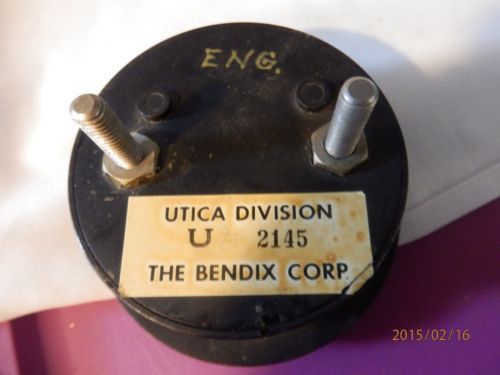 ENG.
UTICA DIVISION
U 2145
THE BENDIX CORP
2015/02/16